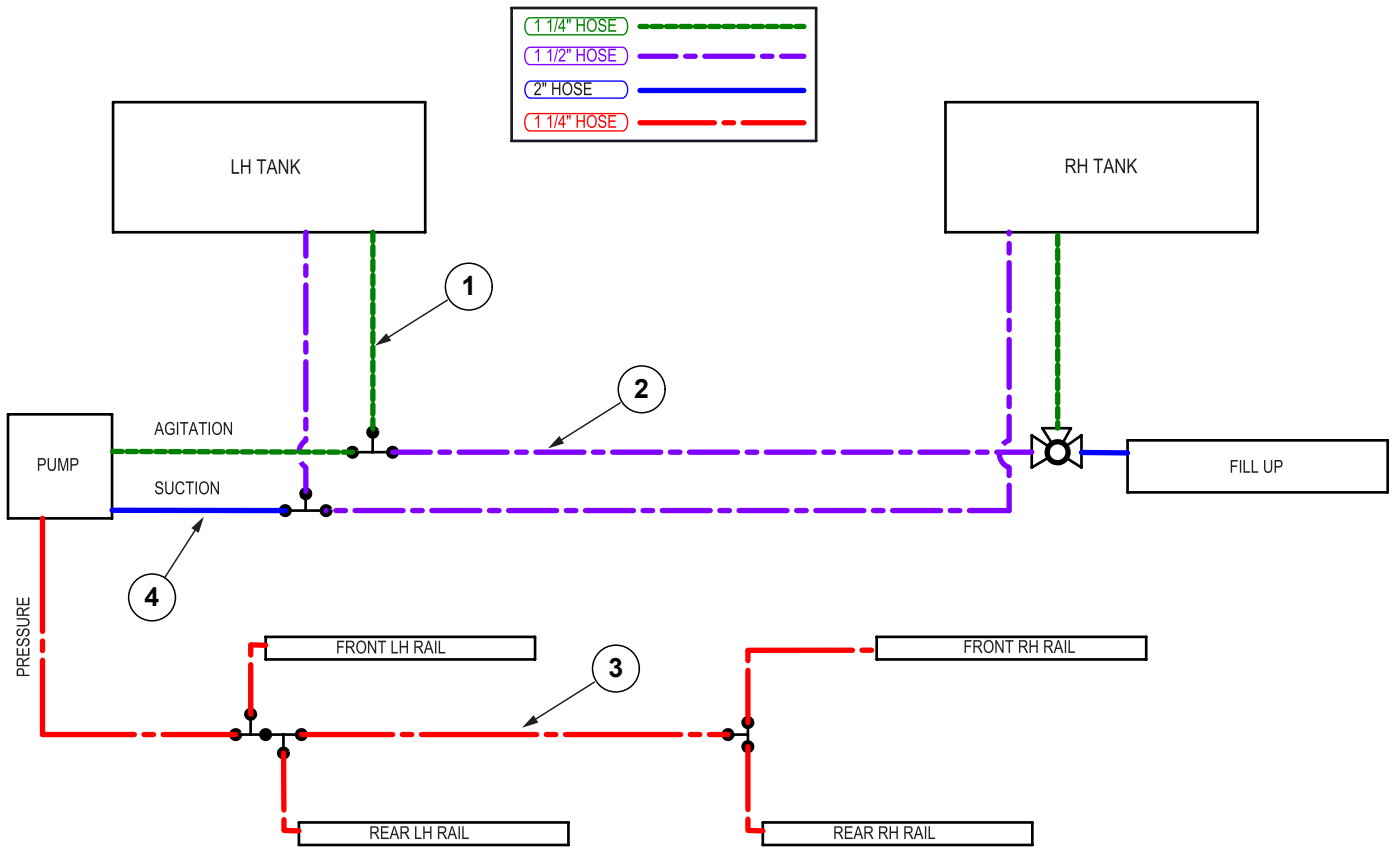 1 1/4" HOSE
1 1/2" HOSE
2" HOSE
1 1/4" HOSE
LH TANK
RH TANK
1
2
AGITATION
PUMP
FILL UP
SUCTION
4
PRESSURE
FRONT LH RAIL
FRONT RH RAIL
3
REAR LH RAIL
REAR RH RAIL